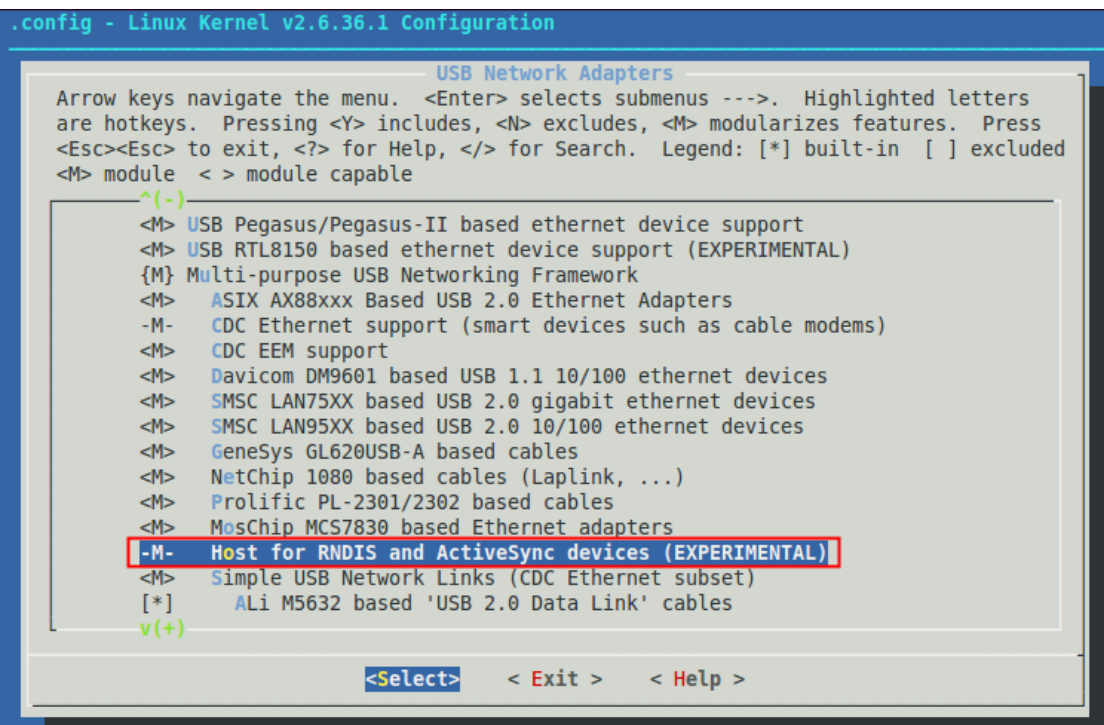 .config - Linux Kernel v2.6.36.1 Configuration
USB Network Adapters
Arrow keys navigate the menu.  <Enter> selects submenus --->.  Highlighted letters
are hotkeys.  Pressing <Y> includes, <N> excludes, <M> modularizes features.  Press
<Esc><Esc> to exit, <?> for Help, </> for Search.  Legend: [*] built-in  [ ] excluded
<M> module  < > module capable
^(-)
<M> USB Pegasus/Pegasus-II based ethernet device support
<M> USB RTL8150 based ethernet device support (EXPERIMENTAL)
{M} Multi-purpose USB Networking Framework
<M>   ASIX AX88xxx Based USB 2.0 Ethernet Adapters
-M-   CDC Ethernet support (smart devices such as cable modems)
<M>   CDC EEM support
<M>   Davicom DM9601 based USB 1.1 10/100 ethernet devices
<M>   SMSC LAN75XX based USB 2.0 gigabit ethernet devices
<M>   SMSC LAN95XX based USB 2.0 10/100 ethernet devices
<M>   GeneSys GL620USB-A based cables
<M>   NetChip 1080 based cables (Laplink, ...)
<M>   Prolific PL-2301/2302 based cables
<M>   MosChip MCS7830 based Ethernet adapters
-M-   Host for RNDIS and ActiveSync devices (EXPERIMENTAL)
<M>   Simple USB Network Links (CDC Ethernet subset)
[*]     ALi M5632 based 'USB 2.0 Data Link' cables
v(+)
<Select>    < Exit >    < Help >